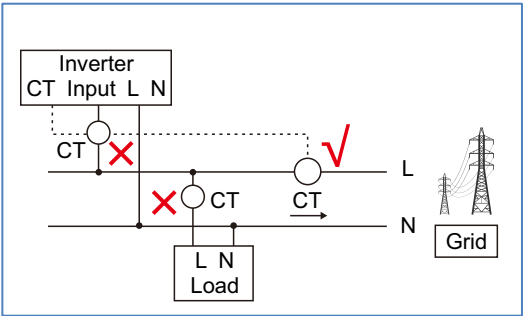 Inverter
CT Input L N
CT
CT
CT
L
N
Grid
L N
Load